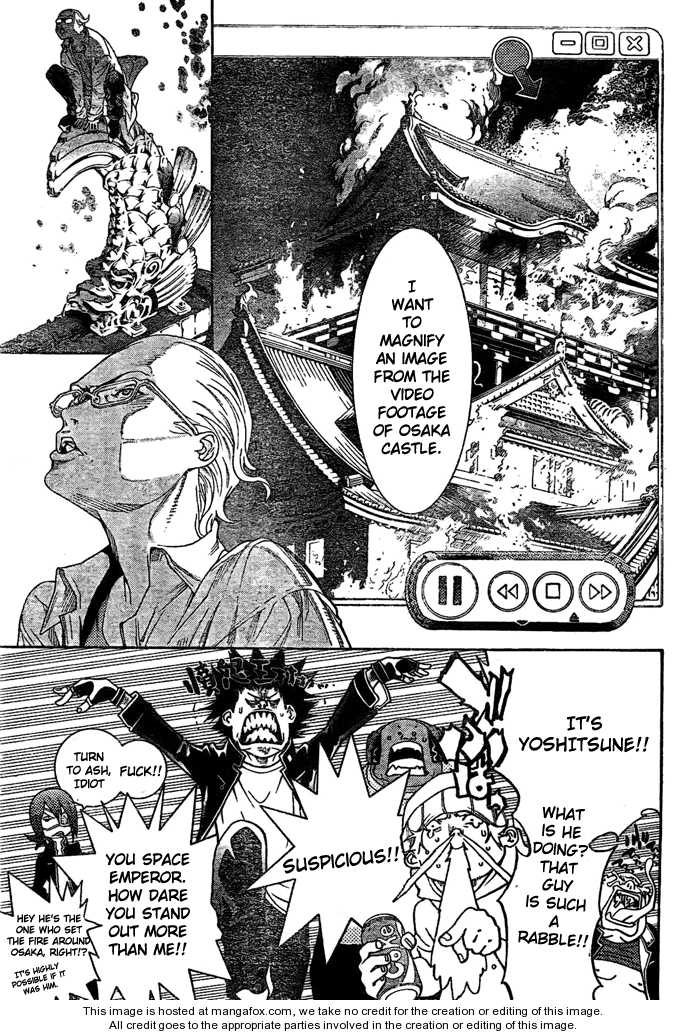 I
WANT
TO
MAGNIFY
AN IMAGE
FROM THE
VIDEO
FOOTAGE
OF OSAKA
CASTLE.
IT'S
YOSHITSUNE!!
WHAT
IS HE
DOING?
THAT
GUY
IS SUCH
A
RABBLE!!
SUSPICIOUS!!
Coke
FUCK!!
TURN
TO ASH,
IDIOT
YOU SPACE
EMPEROR.
HOW DARE
YOU STAND
OUT MORE
THAN ME!!
HEY HE'S THE
ONE WHO SET
THE FIRE AROUND
OSAKA, RIGHT!?
IT'S HIGHLY
POSSIBLE IF IT
WAS HIM.
This image is hosted at mangafox.com, we take no credit for the creation or editing of this image.
All credit goes to the appropriate parties involved in the creation or editing of this image.